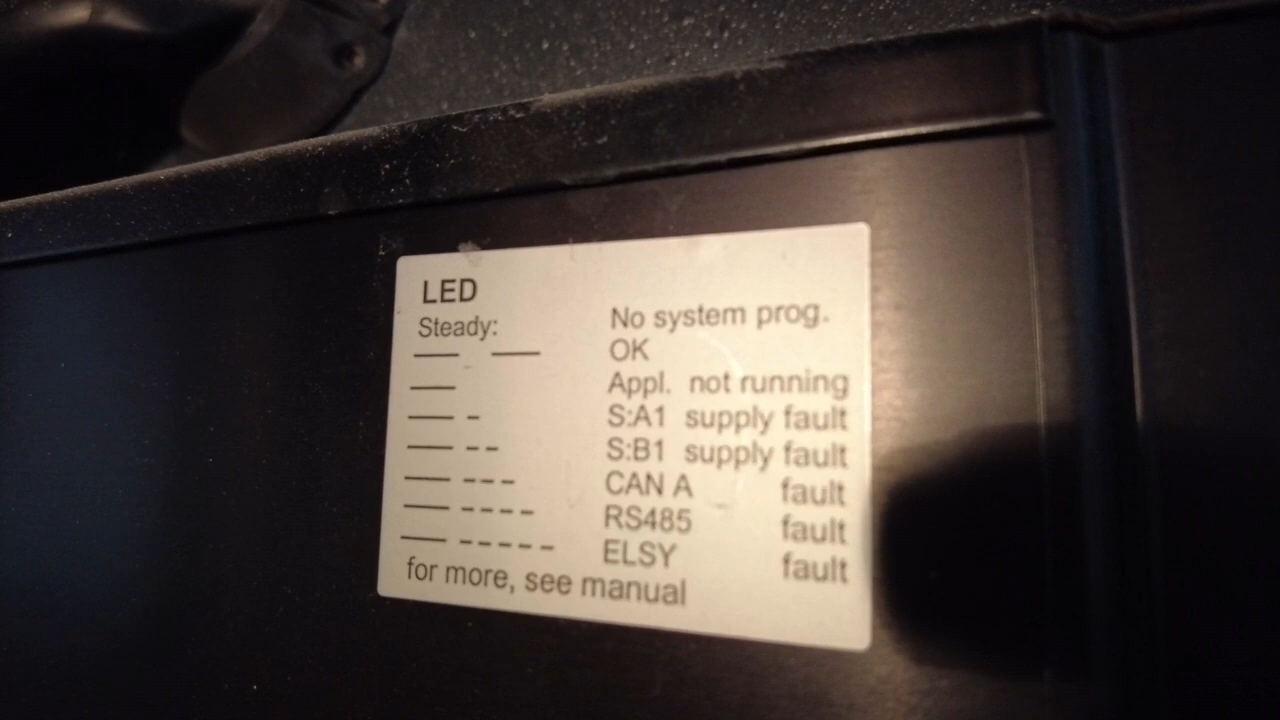 LED
Steady: No system prog.
— — OK
— Appl. not running
— - S:A1 supply fault
— - - S:B1 supply fault
— - - - CAN A fault
— - - - - RS485 fault
— - - - - - ELSY fault
for more, see manual